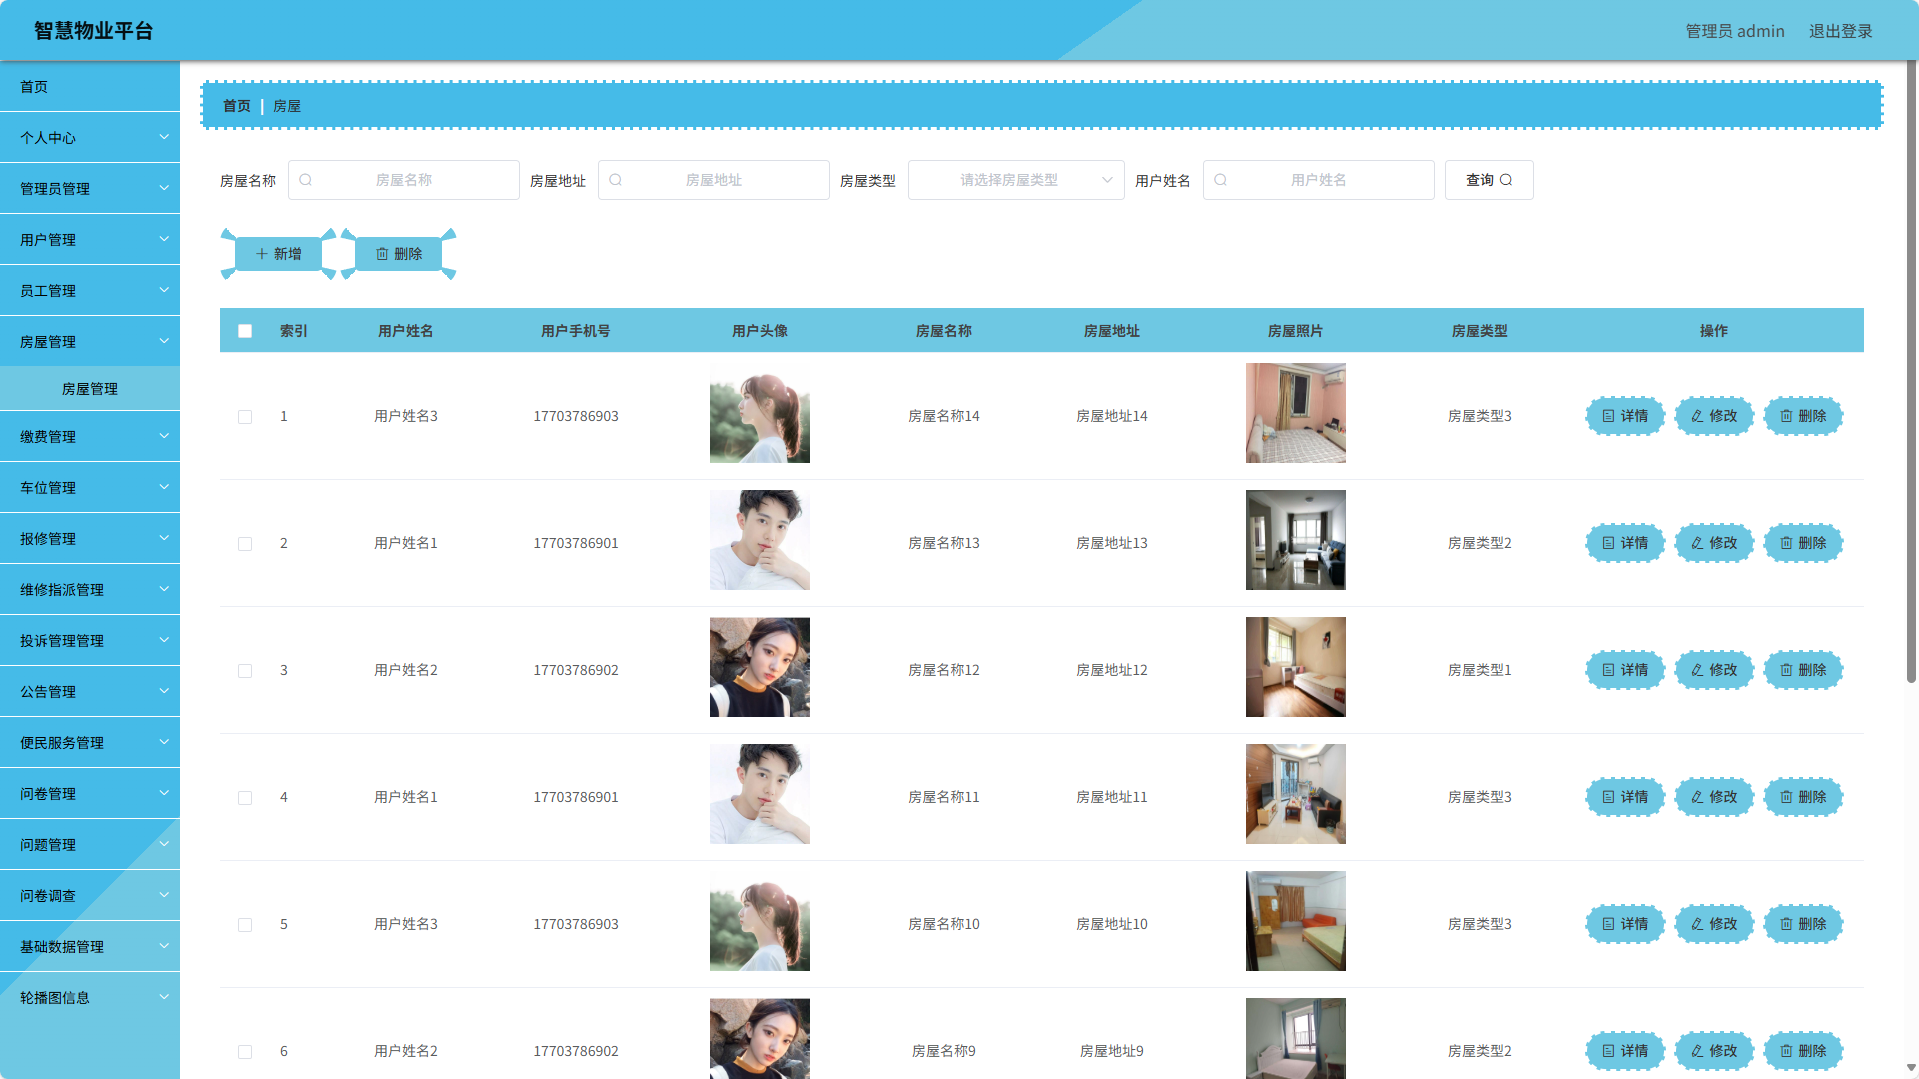 智慧物业平台
管理员 admin 退出登录
首页
个人中心
管理员管理
用户管理
员工管理
房屋管理
房屋管理
缴费管理
车位管理
报修管理
维修指派管理
投诉管理管理
公告管理
便民服务管理
问卷管理
问题管理
问卷调查
基础数据管理
轮播图信息
首页 | 房屋
房屋名称 房屋名称 房屋地址 房屋地址 房屋类型 请选择房屋类型 用户姓名 用户姓名 查询
新增 删除
索引 用户姓名 用户手机号 用户头像 房屋名称 房屋地址 房屋照片 房屋类型 操作
1 用户姓名3 17703786903 房屋名称14 房屋地址14 房屋类型3 详情 修改 删除
2 用户姓名1 17703786901 房屋名称13 房屋地址13 房屋类型2 详情 修改 删除
3 用户姓名2 17703786902 房屋名称12 房屋地址12 房屋类型1 详情 修改 删除
4 用户姓名1 17703786901 房屋名称11 房屋地址11 房屋类型3 详情 修改 删除
5 用户姓名3 17703786903 房屋名称10 房屋地址10 房屋类型3 详情 修改 删除
6 用户姓名2 17703786902 房屋名称9 房屋地址9 房屋类型2 详情 修改 删除